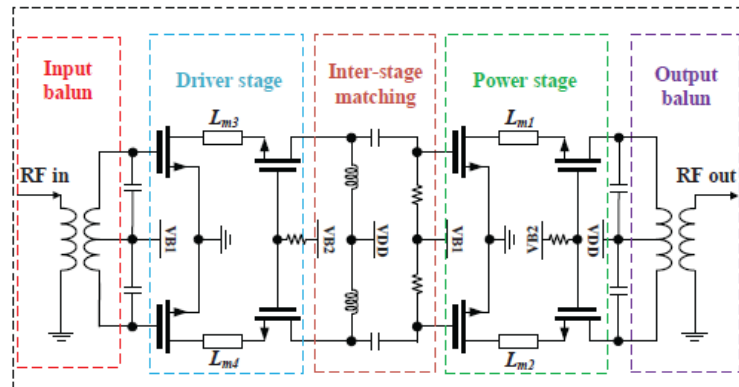 Input
balun
Driver stage
Inter-stage
matching
Power stage
Output
balun
Lm3
Lm1
RF in
RF out
VB1
VB2
VDD
VB1
VB2
VDD
Lm4
Lm2